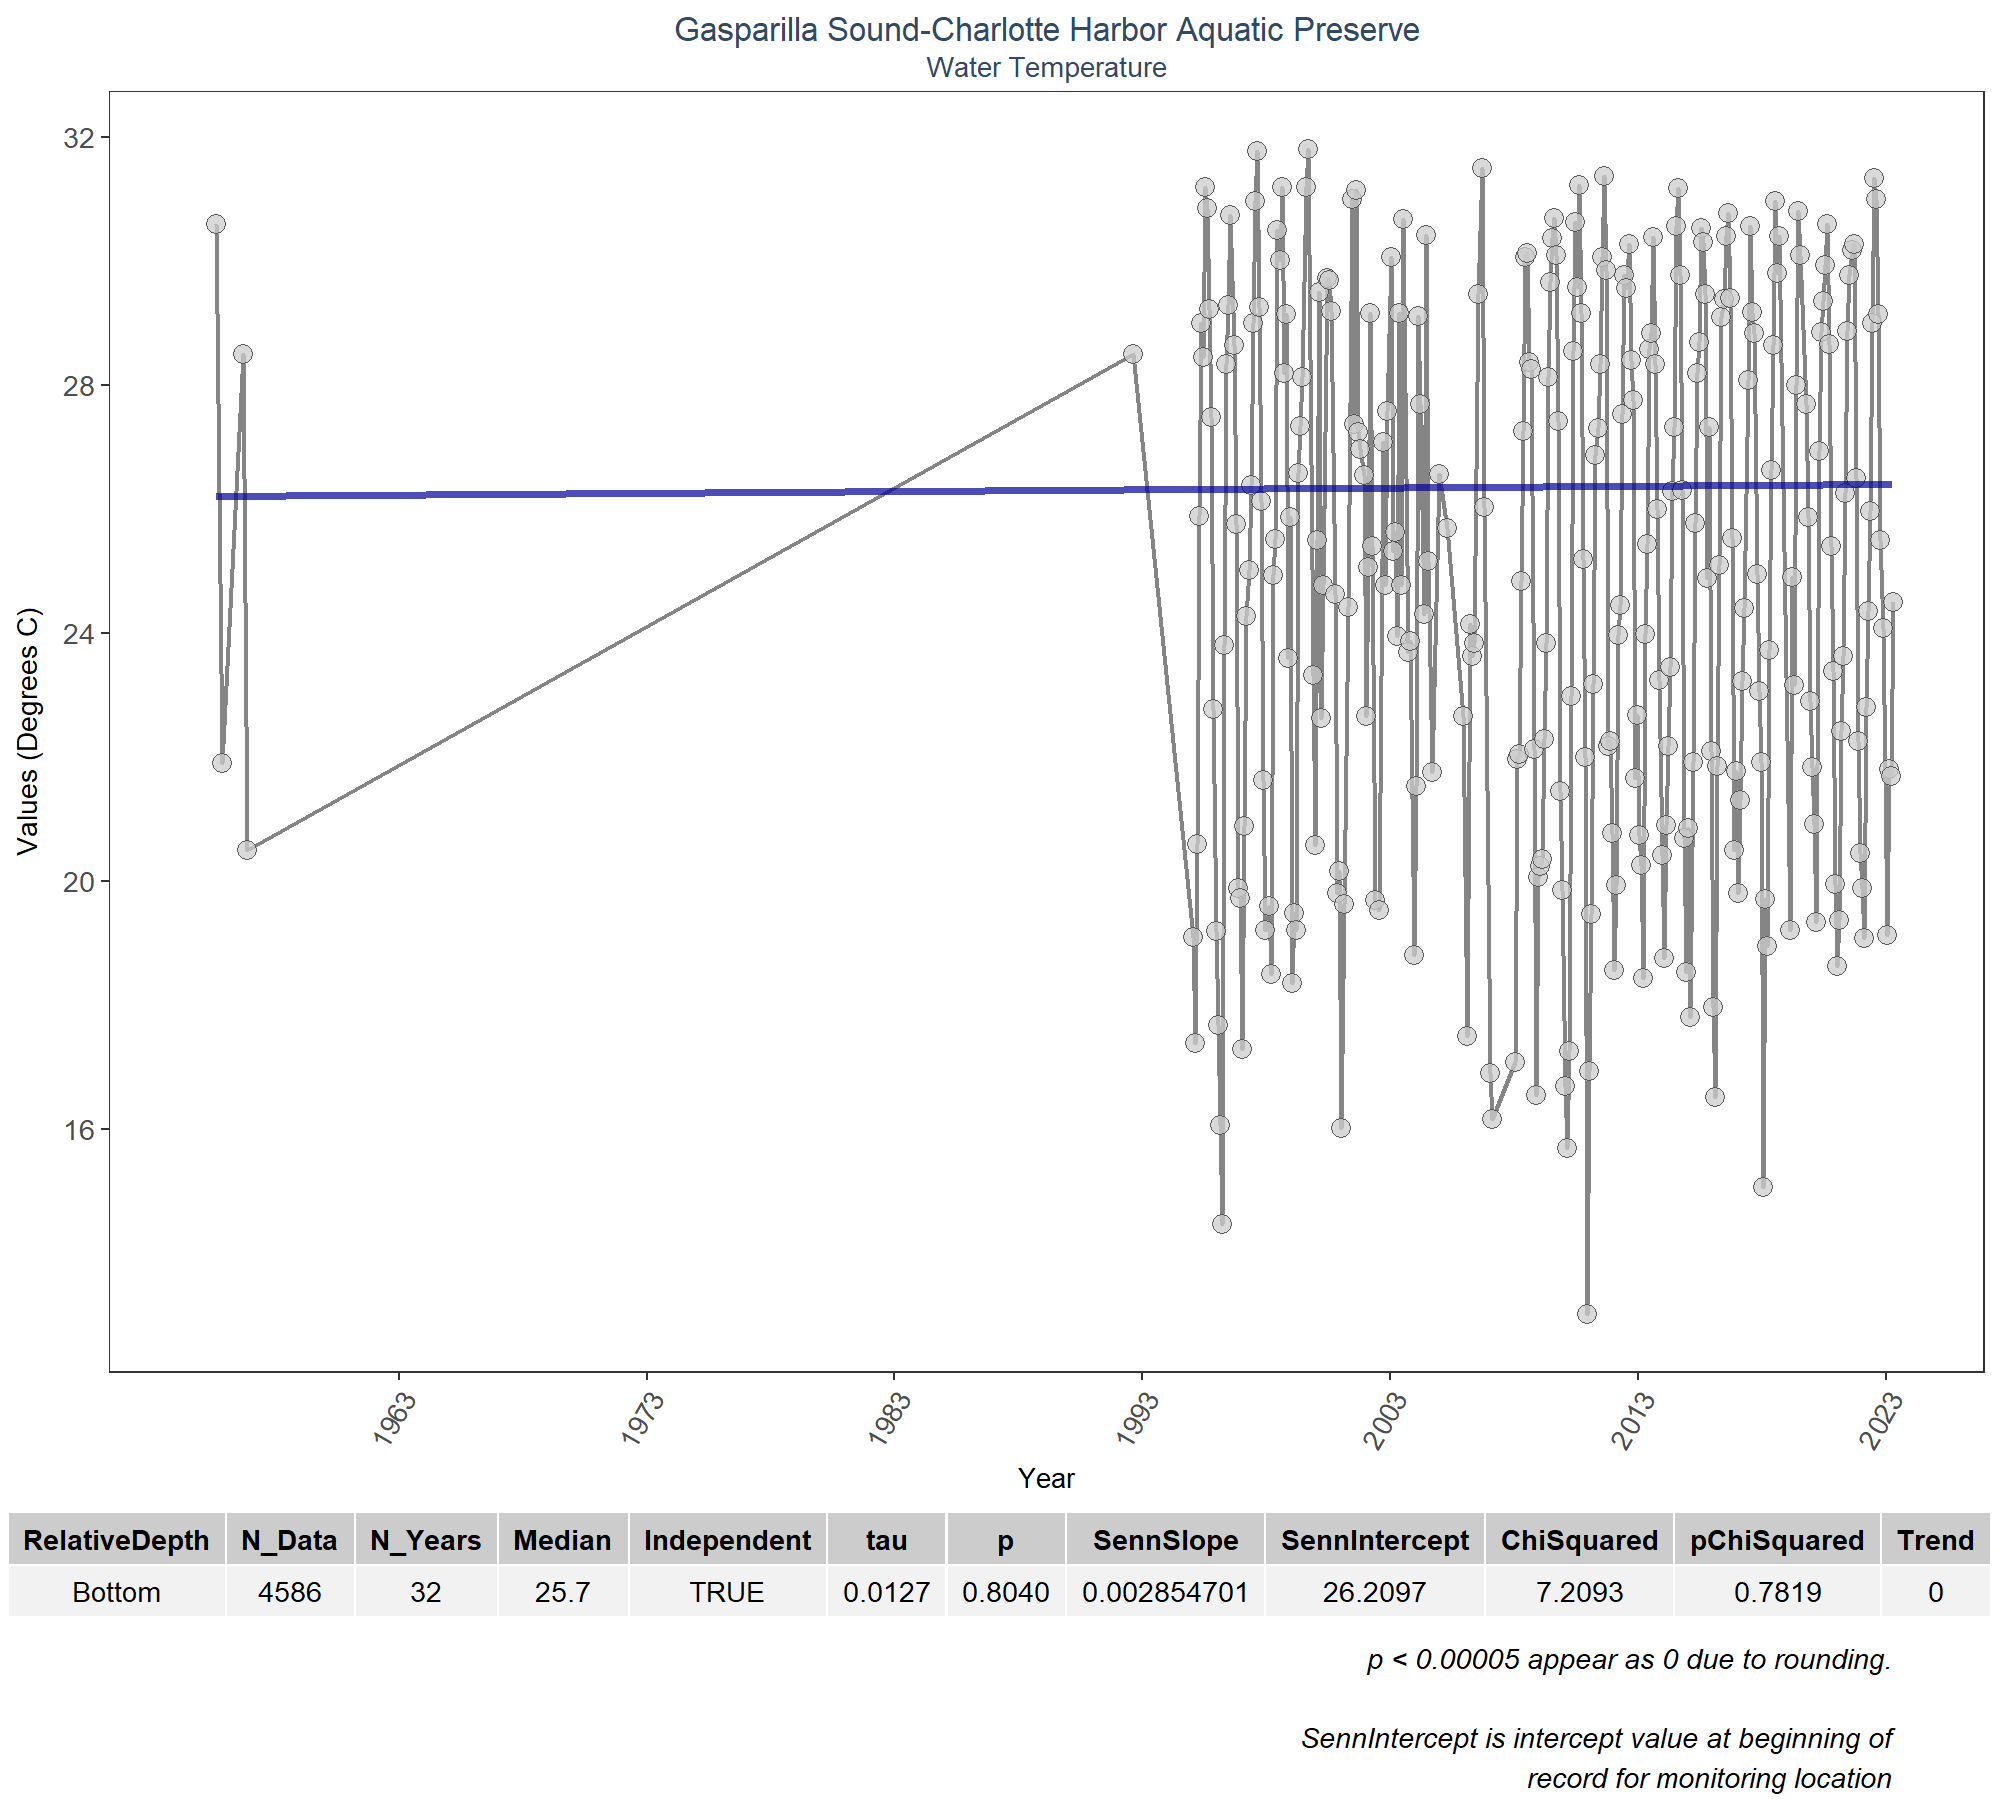 Gasparilla Sound-Charlotte Harbor Aquatic Preserve
Water Temperature
Values (Degrees C)
32
28
24
20
16
1963
1973
1983
1993
2003
2013
2023
Year
RelativeDepth N_Data N_Years Median Independent tau p SennSlope SennIntercept ChiSquared pChiSquared Trend
Bottom 4586 32 25.7 TRUE 0.0127 0.8040 0.002854701 26.2097 7.2093 0.7819 0
p < 0.00005 appear as 0 due to rounding.
SennIntercept is intercept value at beginning of
record for monitoring location